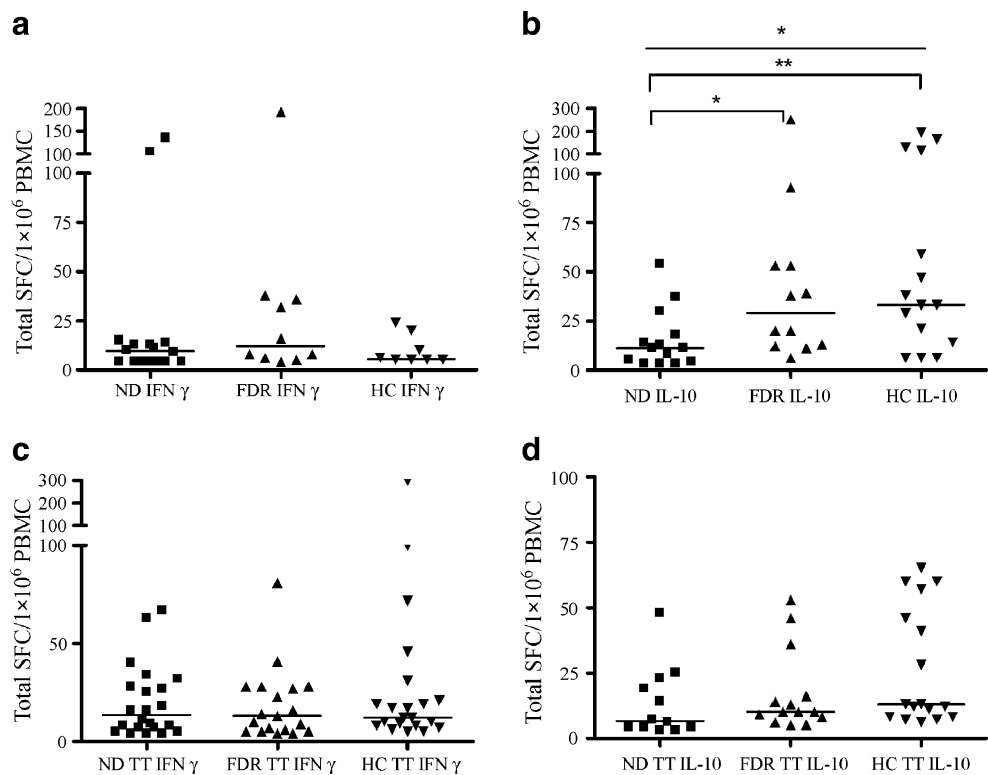 a
Total SFC/1×10⁶ PBMC
200
150
100
100
75
50
25
0
ND IFN γ FDR IFN γ HC IFN γ
b
*
**
*
Total SFC/1×10⁶ PBMC
300
200
100
100
75
50
25
0
ND IL-10 FDR IL-10 HC IL-10
c
Total SFC/1×10⁶ PBMC
300
200
100
100
50
0
ND TT IFN γ FDR TT IFN γ HC TT IFN γ
d
Total SFC/1×10⁶ PBMC
100
75
50
25
0
ND TT IL-10 FDR TT IL-10 HC TT IL-10